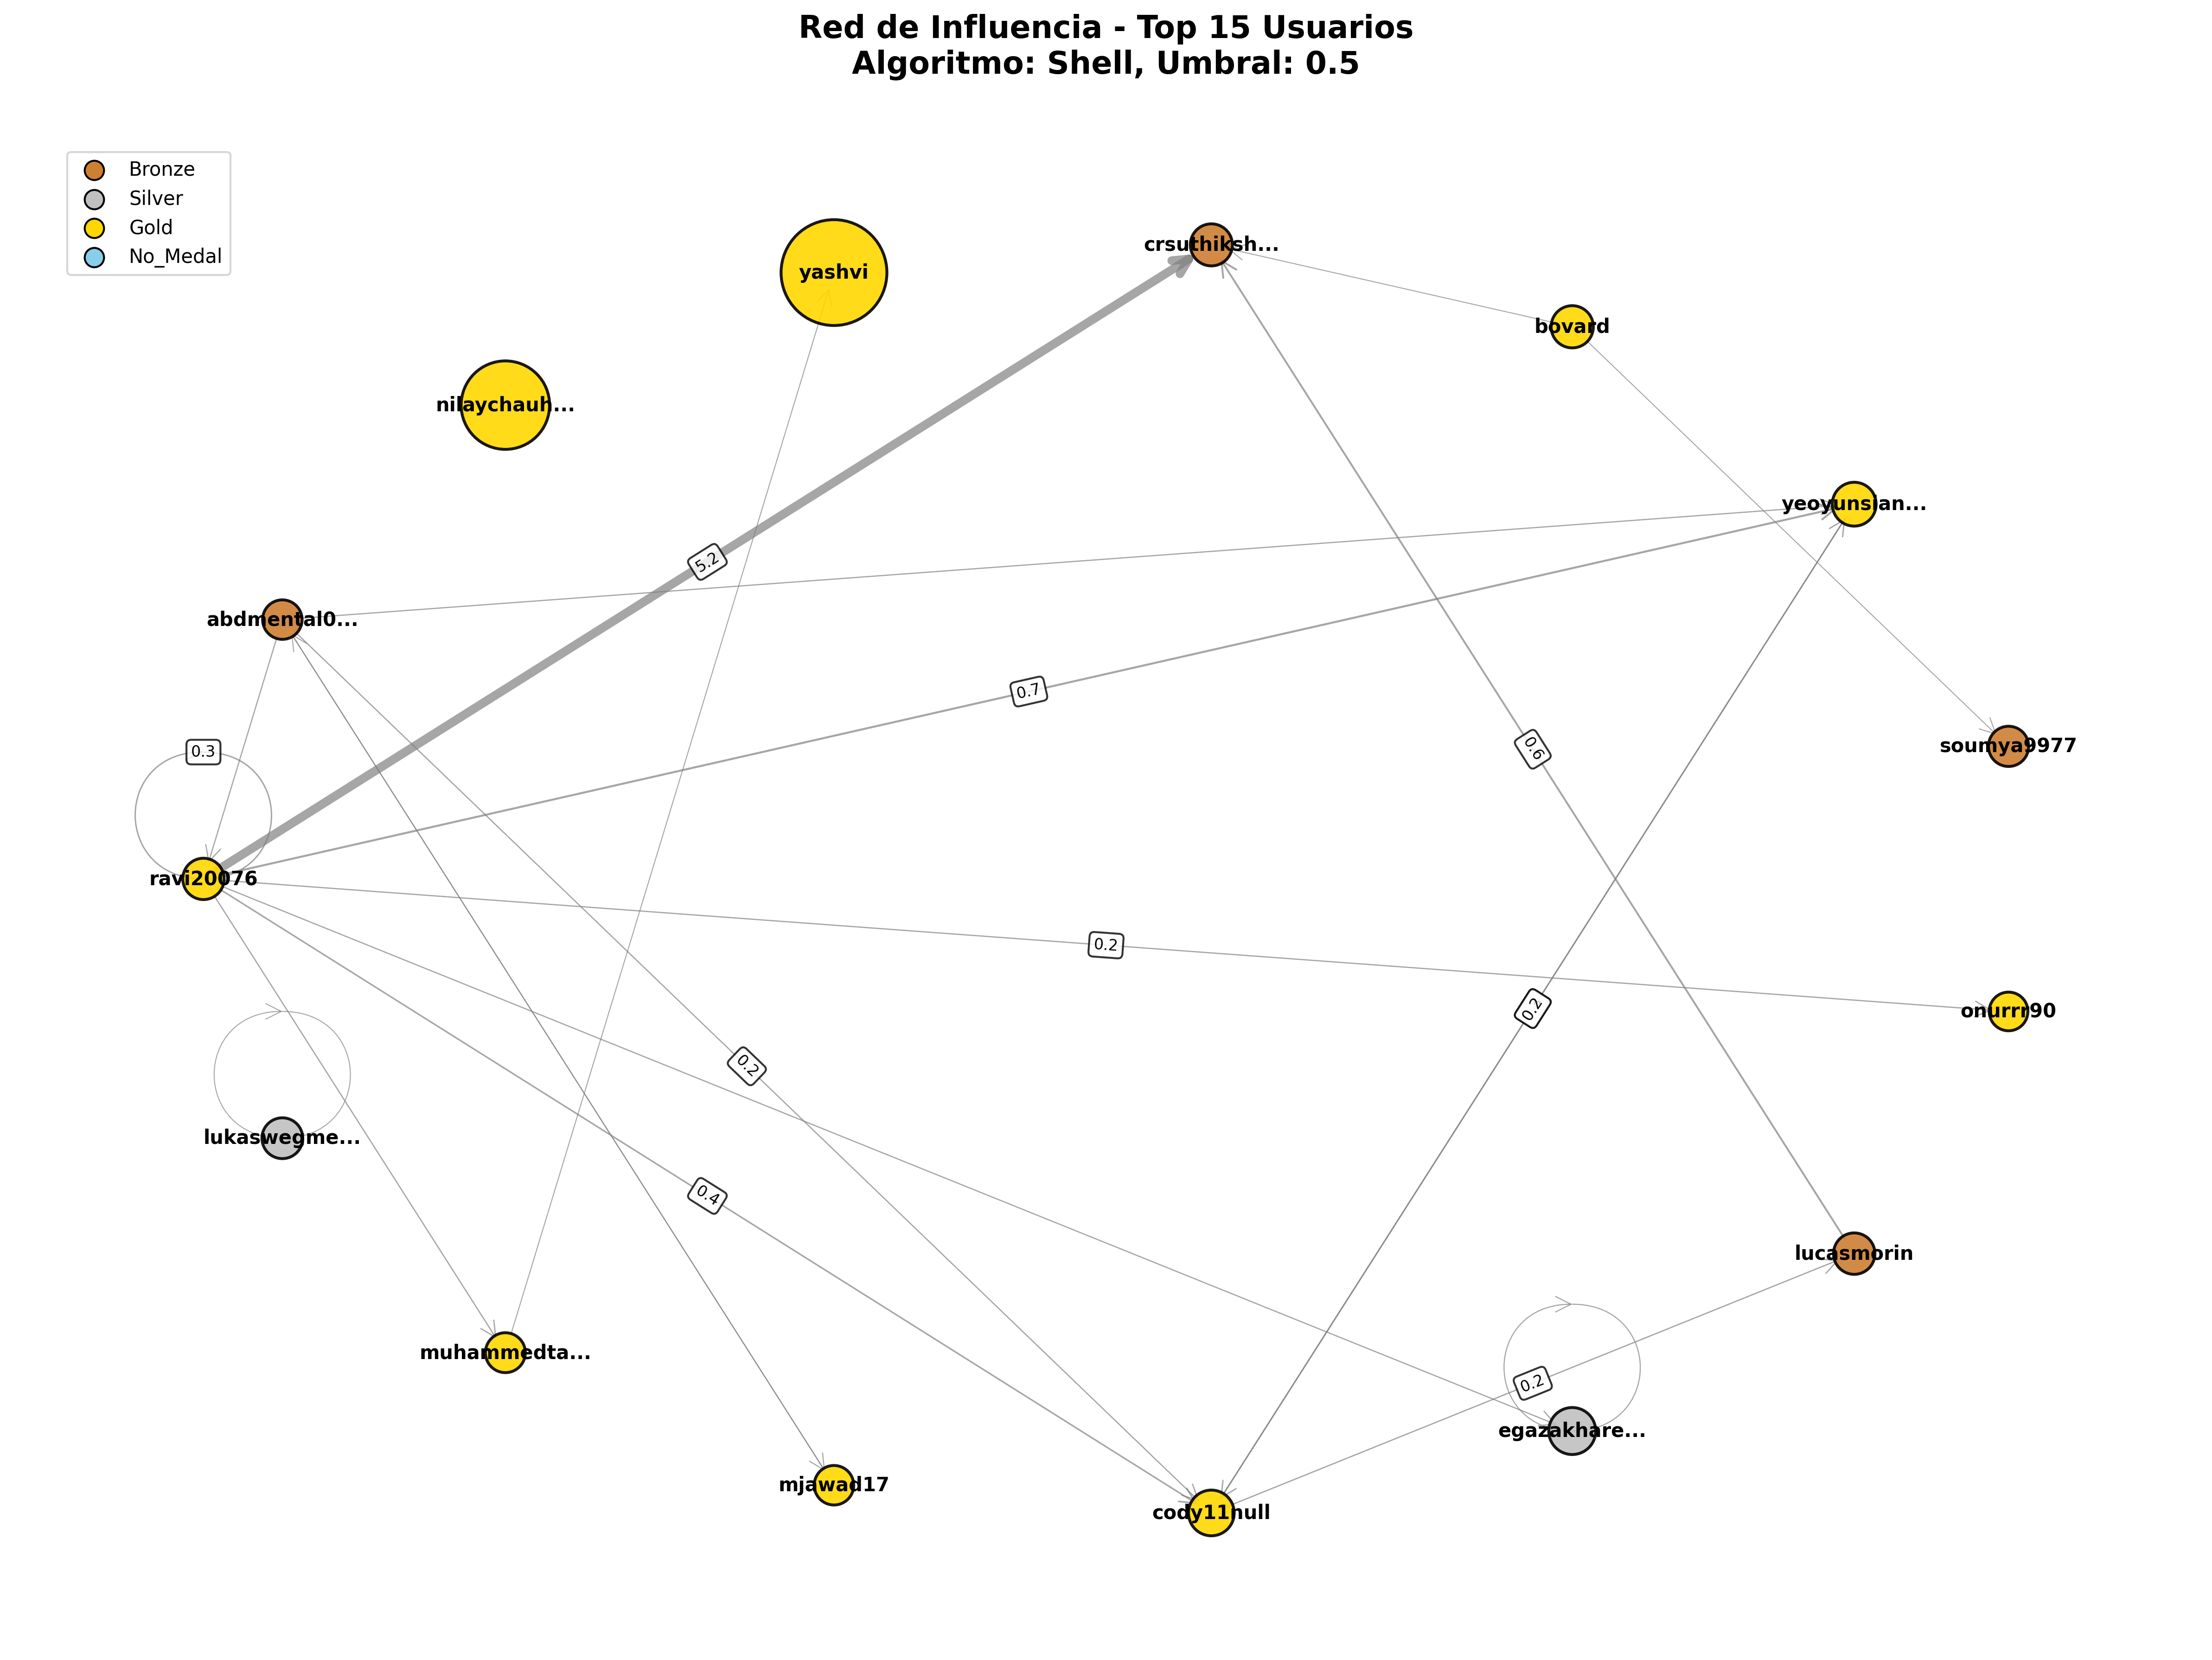 Red de Influencia - Top 15 Usuarios
Algoritmo: Shell, Umbral: 0.5
Bronze
Silver
Gold
No_Medal
crsuthiksh...
yashvi
bovard
nilaychauh...
yeoyunsian...
5.2
abdmental0...
0.7
soumya9977
0.6
0.3
ravi20076
0.2
onurrr90
0.2
0.2
lukaswegme...
0.4
lucasmorin
muhammedta...
0.2
egazakhare...
mjawad17
cody11null